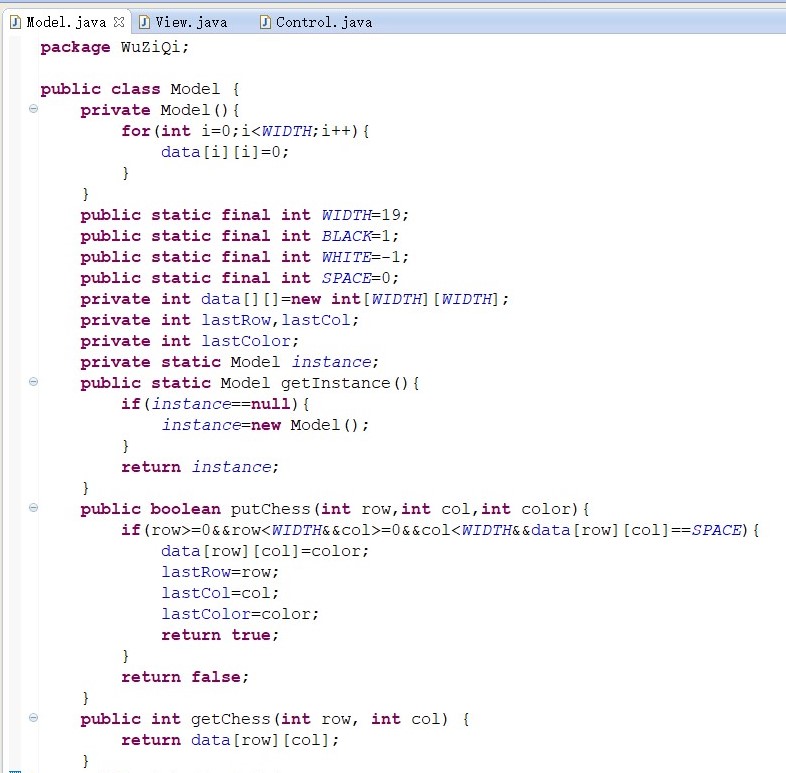 Model.java View.java Control.java
package WuZiQi;
public class Model {
private Model(){
for(int i=0;i<WIDTH;i++){
data[i][i]=0;
}
}
public static final int WIDTH=19;
public static final int BLACK=1;
public static final int WHITE=-1;
public static final int SPACE=0;
private int data[][]=new int[WIDTH][WIDTH];
private int lastRow,lastCol;
private int lastColor;
private static Model instance;
public static Model getInstance(){
if(instance==null){
instance=new Model();
}
return instance;
}
public boolean putChess(int row,int col,int color){
if(row>=0&&row<WIDTH&&col>=0&&col<WIDTH&&data[row][col]==SPACE){
data[row][col]=color;
lastRow=row;
lastCol=col;
lastColor=color;
return true;
}
return false;
}
public int getChess(int row, int col) {
return data[row][col];
}